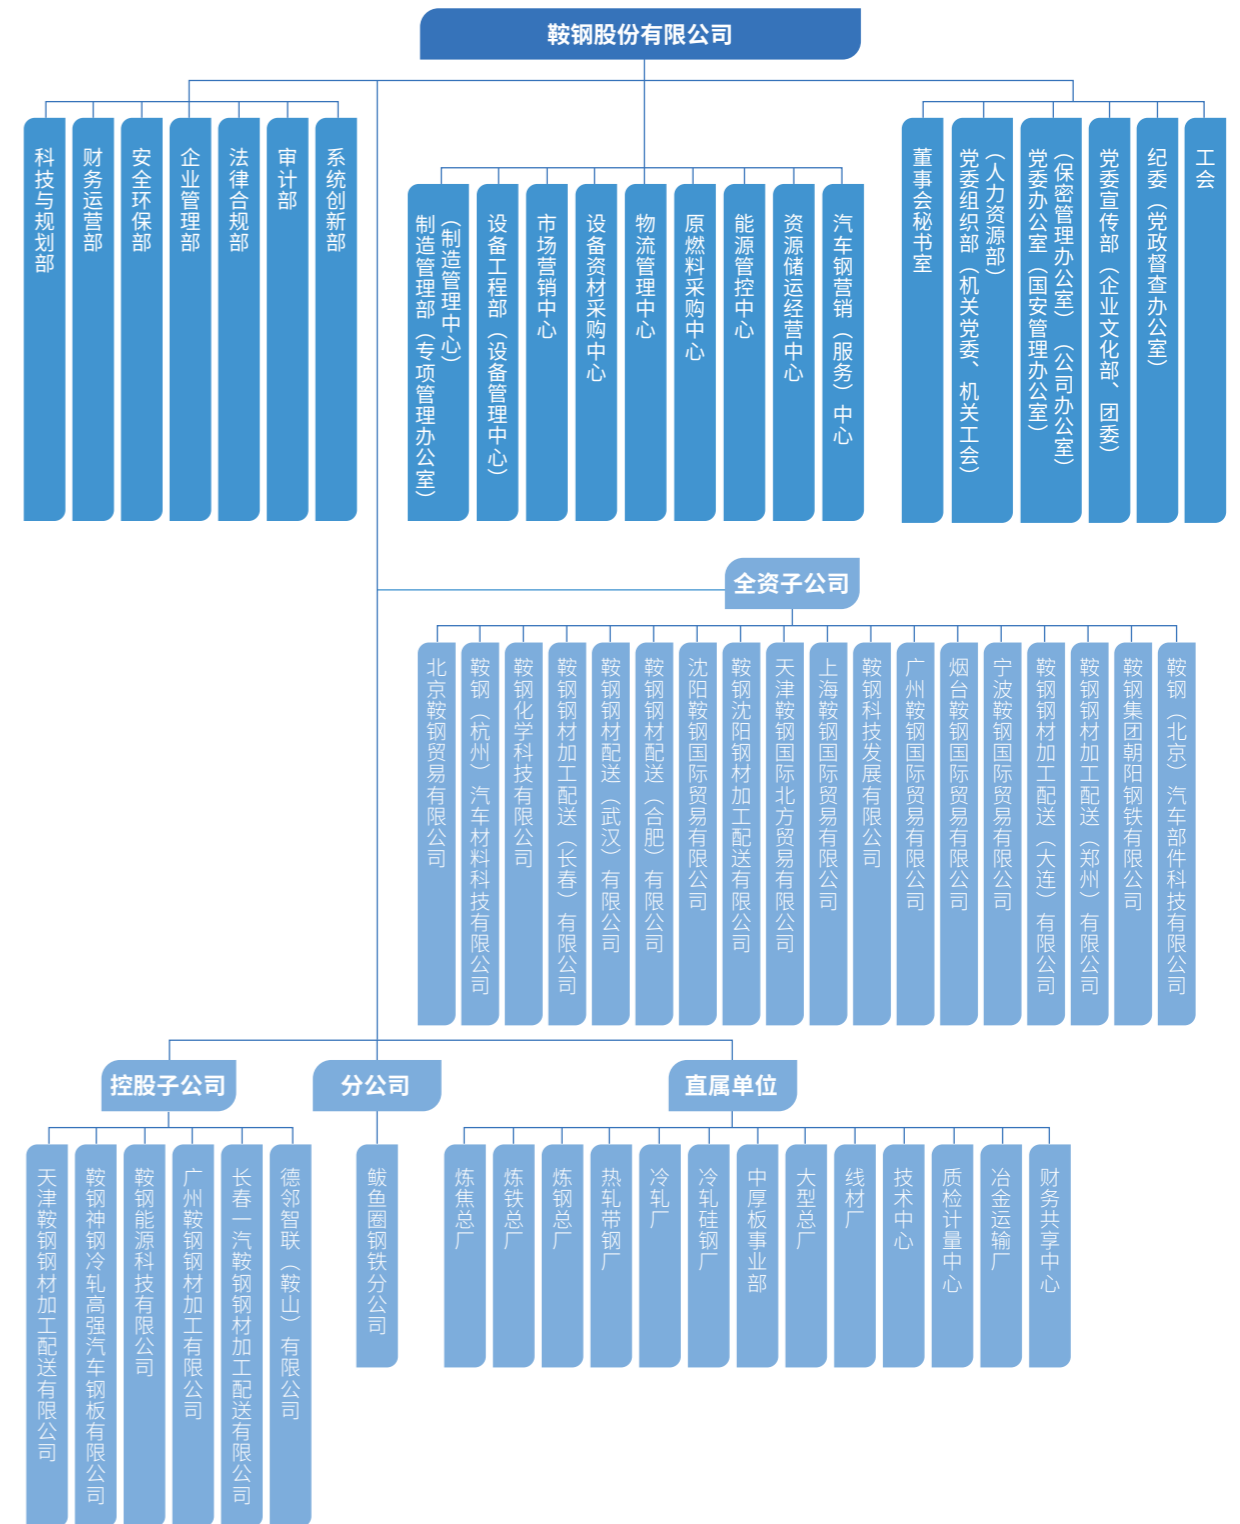 鞍钢股份有限公司
科技与规划部
财务运营部
安全环保部
企业管理部
法律合规部
审计部
系统创新部
制造管理部（专项管理办公室）
（制造管理中心）
设备工程部（设备管理中心）
市场营销中心
设备资材采购中心
物流管理中心
原燃料采购中心
能源管控中心
资源储运经营中心
汽车钢营销（服务）中心
董事会秘书室
党委组织部（机关党委、机关工会）
（人力资源部）
党委办公室（国安管理办公室）
（保密管理办公室）（公司办公室）
党委宣传部（企业文化部、团委）
纪委（党政督查办公室）
工会
全资子公司
北京鞍钢贸易有限公司
鞍钢（杭州）汽车材料科技有限公司
鞍钢化学科技有限公司
鞍钢钢材加工配送（长春）有限公司
鞍钢钢材配送（武汉）有限公司
鞍钢钢材配送（合肥）有限公司
沈阳鞍钢国际贸易有限公司
鞍钢沈阳钢材加工配送有限公司
天津鞍钢国际北方贸易有限公司
上海鞍钢国际贸易有限公司
鞍钢科技发展有限公司
广州鞍钢国际贸易有限公司
烟台鞍钢国际贸易有限公司
宁波鞍钢国际贸易有限公司
鞍钢钢材加工配送（大连）有限公司
鞍钢钢材加工配送（郑州）有限公司
鞍钢集团朝阳钢铁有限公司
鞍钢（北京）汽车部件科技有限公司
控股子公司
分公司
直属单位
天津鞍钢钢材加工配送有限公司
鞍钢神钢冷轧高强汽车钢板有限公司
鞍钢能源科技有限公司
广州鞍钢钢材加工有限公司
长春一汽鞍钢钢材加工配送有限公司
德邻智联（鞍山）有限公司
鲅鱼圈钢铁分公司
炼焦总厂
炼铁总厂
炼钢总厂
热轧带钢厂
冷轧厂
冷轧硅钢厂
中厚板事业部
大型总厂
线材厂
技术中心
质检计量中心
冶金运输厂
财务共享中心